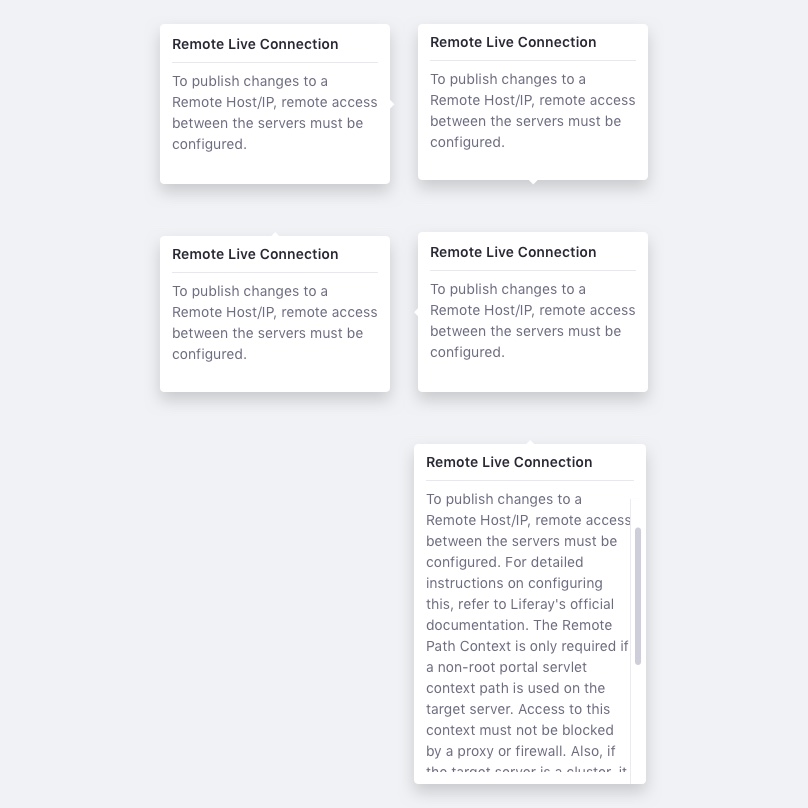 Remote Live Connection
To publish changes to a
Remote Host/IP, remote access
between the servers must be
configured.
Remote Live Connection
To publish changes to a
Remote Host/IP, remote access
between the servers must be
configured.
Remote Live Connection
To publish changes to a
Remote Host/IP, remote access
between the servers must be
configured.
Remote Live Connection
To publish changes to a
Remote Host/IP, remote access
between the servers must be
configured.
Remote Live Connection
To publish changes to a
Remote Host/IP, remote access
between the servers must be
configured. For detailed
instructions on configuring
this, refer to Liferay's official
documentation. The Remote
Path Context is only required if
a non-root portal servlet
context path is used on the
target server. Access to this
context must not be blocked
by a proxy or firewall. Also, if
the target server is a cluster, it